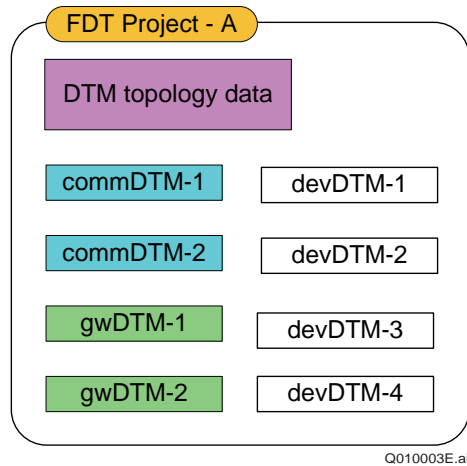 FDT Project - A
DTM topology data
commDTM-1
devDTM-1
commDTM-2
devDTM-2
gwDTM-1
devDTM-3
gwDTM-2
devDTM-4
Q010003E.a